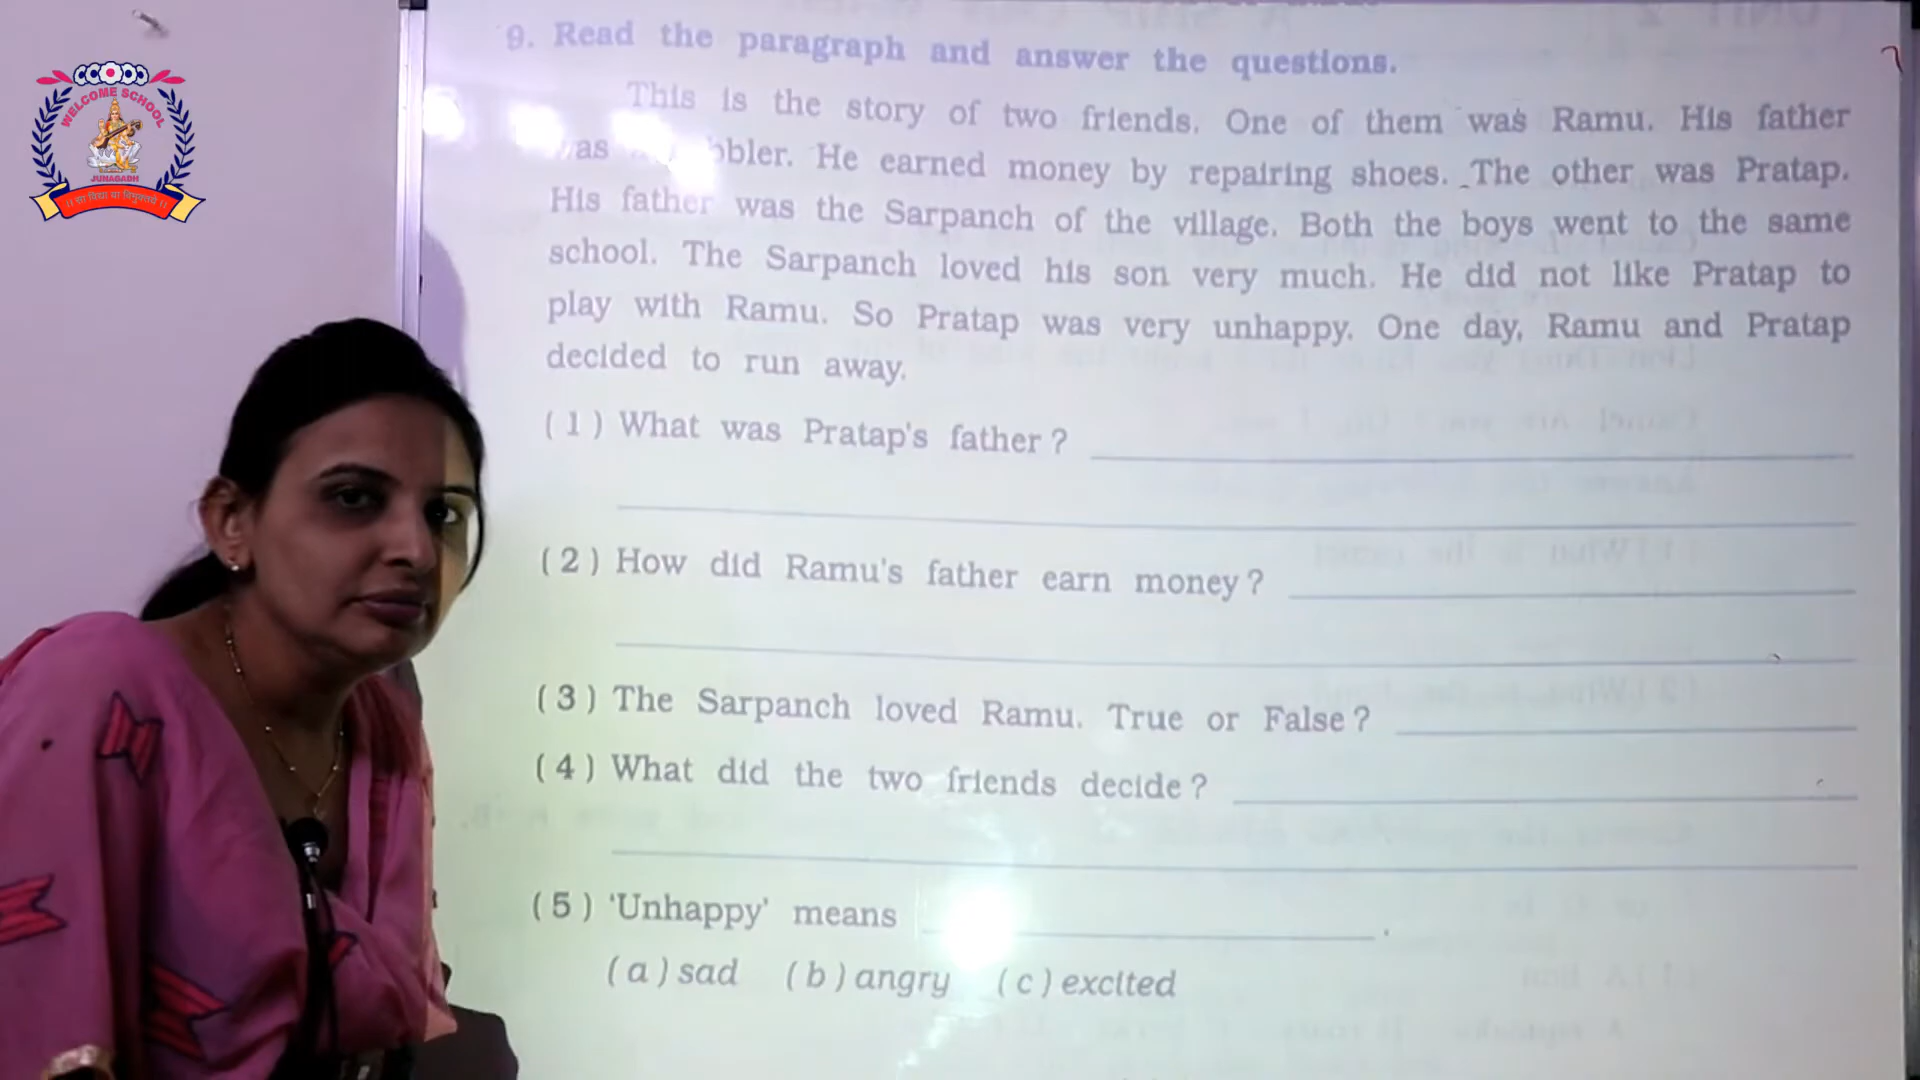 WELCOME SCHOOL
JUNAGADH
9. Read the paragraph and answer the questions.
This is the story of two friends. One of them was Ramu. His father
as bbler. He earned money by repairing shoes. The other was Pratap.
His father was the Sarpanch of the village. Both the boys went to the same
school. The Sarpanch loved his son very much. He did not like Pratap to
play with Ramu. So Pratap was very unhappy. One day, Ramu and Pratap
decided to run away.
( 1 ) What was Pratap's father ?
( 2 ) How did Ramu's father earn money ?
( 3 ) The Sarpanch loved Ramu. True or False ?
( 4 ) What did the two friends decide ?
( 5 ) 'Unhappy' means .
( a ) sad ( b ) angry ( c ) excited